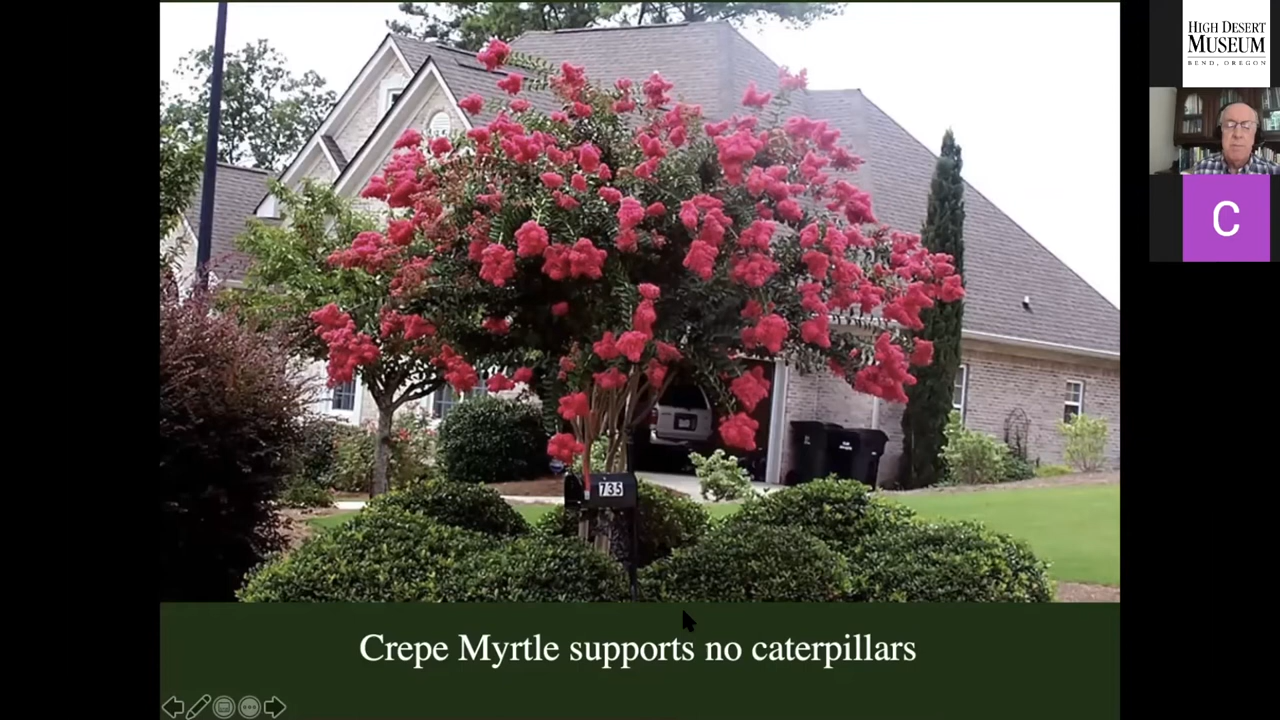 735
Crepe Myrtle supports no caterpillars
HIGH DESERT
MUSEUM
BEND, OREGON
C